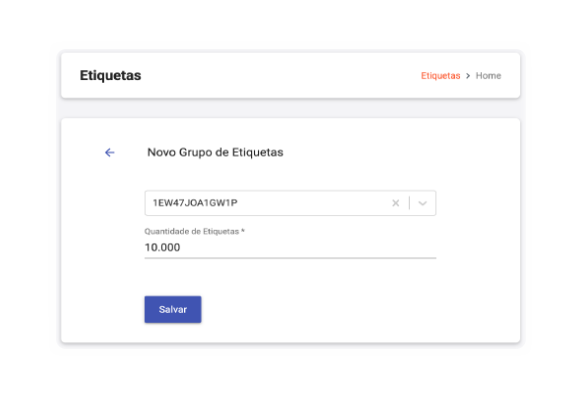 Etiquetas
Etiquetas > Home
Novo Grupo de Etiquetas
1EW47JOA1GW1P
Quantidade de Etiquetas *
10.000
Salvar